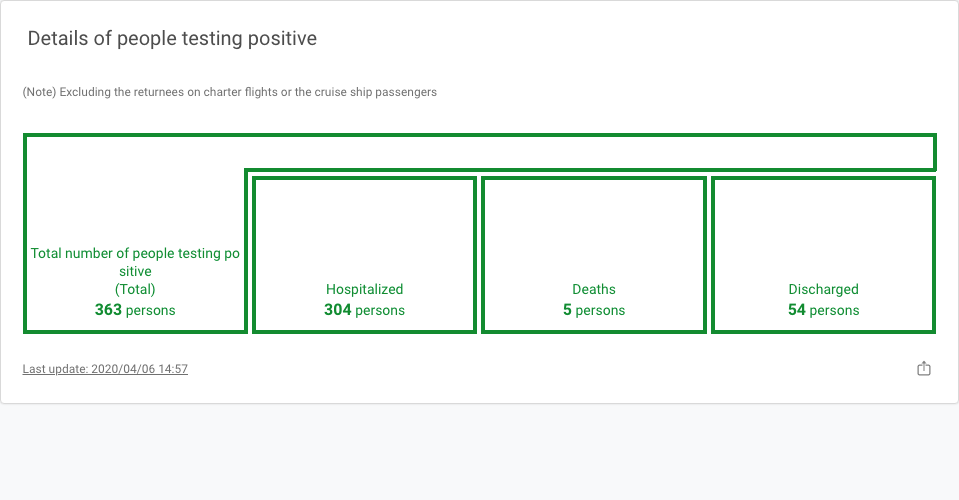 Details of people testing positive
(Note) Excluding the returnees on charter flights or the cruise ship passengers
Total number of people testing po
sitive
(Total)
363 persons
Hospitalized
304 persons
Deaths
5 persons
Discharged
54 persons
Last update: 2020/04/06 14:57